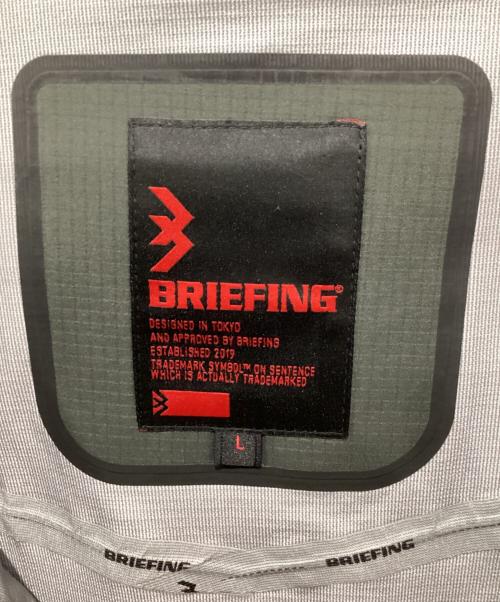 BRIEFING®
DESIGNED IN TOKYO
AND APPROVED BY BRIEFING
ESTABLISHED 2019
TRADEMARK SYMBOL™ ON SENTENCE
WHICH IS ACTUALLY TRADEMARKED
L
BRIEFING BRIEFING